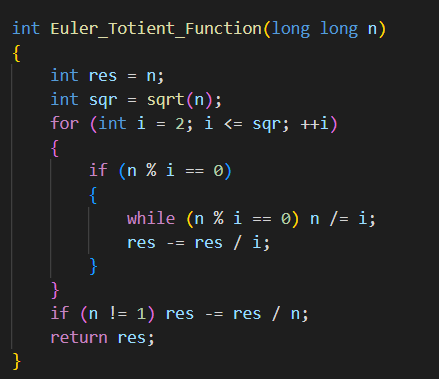 int Euler_Totient_Function(long long n)
{
    int res = n;
    int sqr = sqrt(n);
    for (int i = 2; i <= sqr; ++i)
    {
        if (n % i == 0)
        {
            while (n % i == 0) n /= i;
            res -= res / i;
        }
    }
    if (n != 1) res -= res / n;
    return res;
}